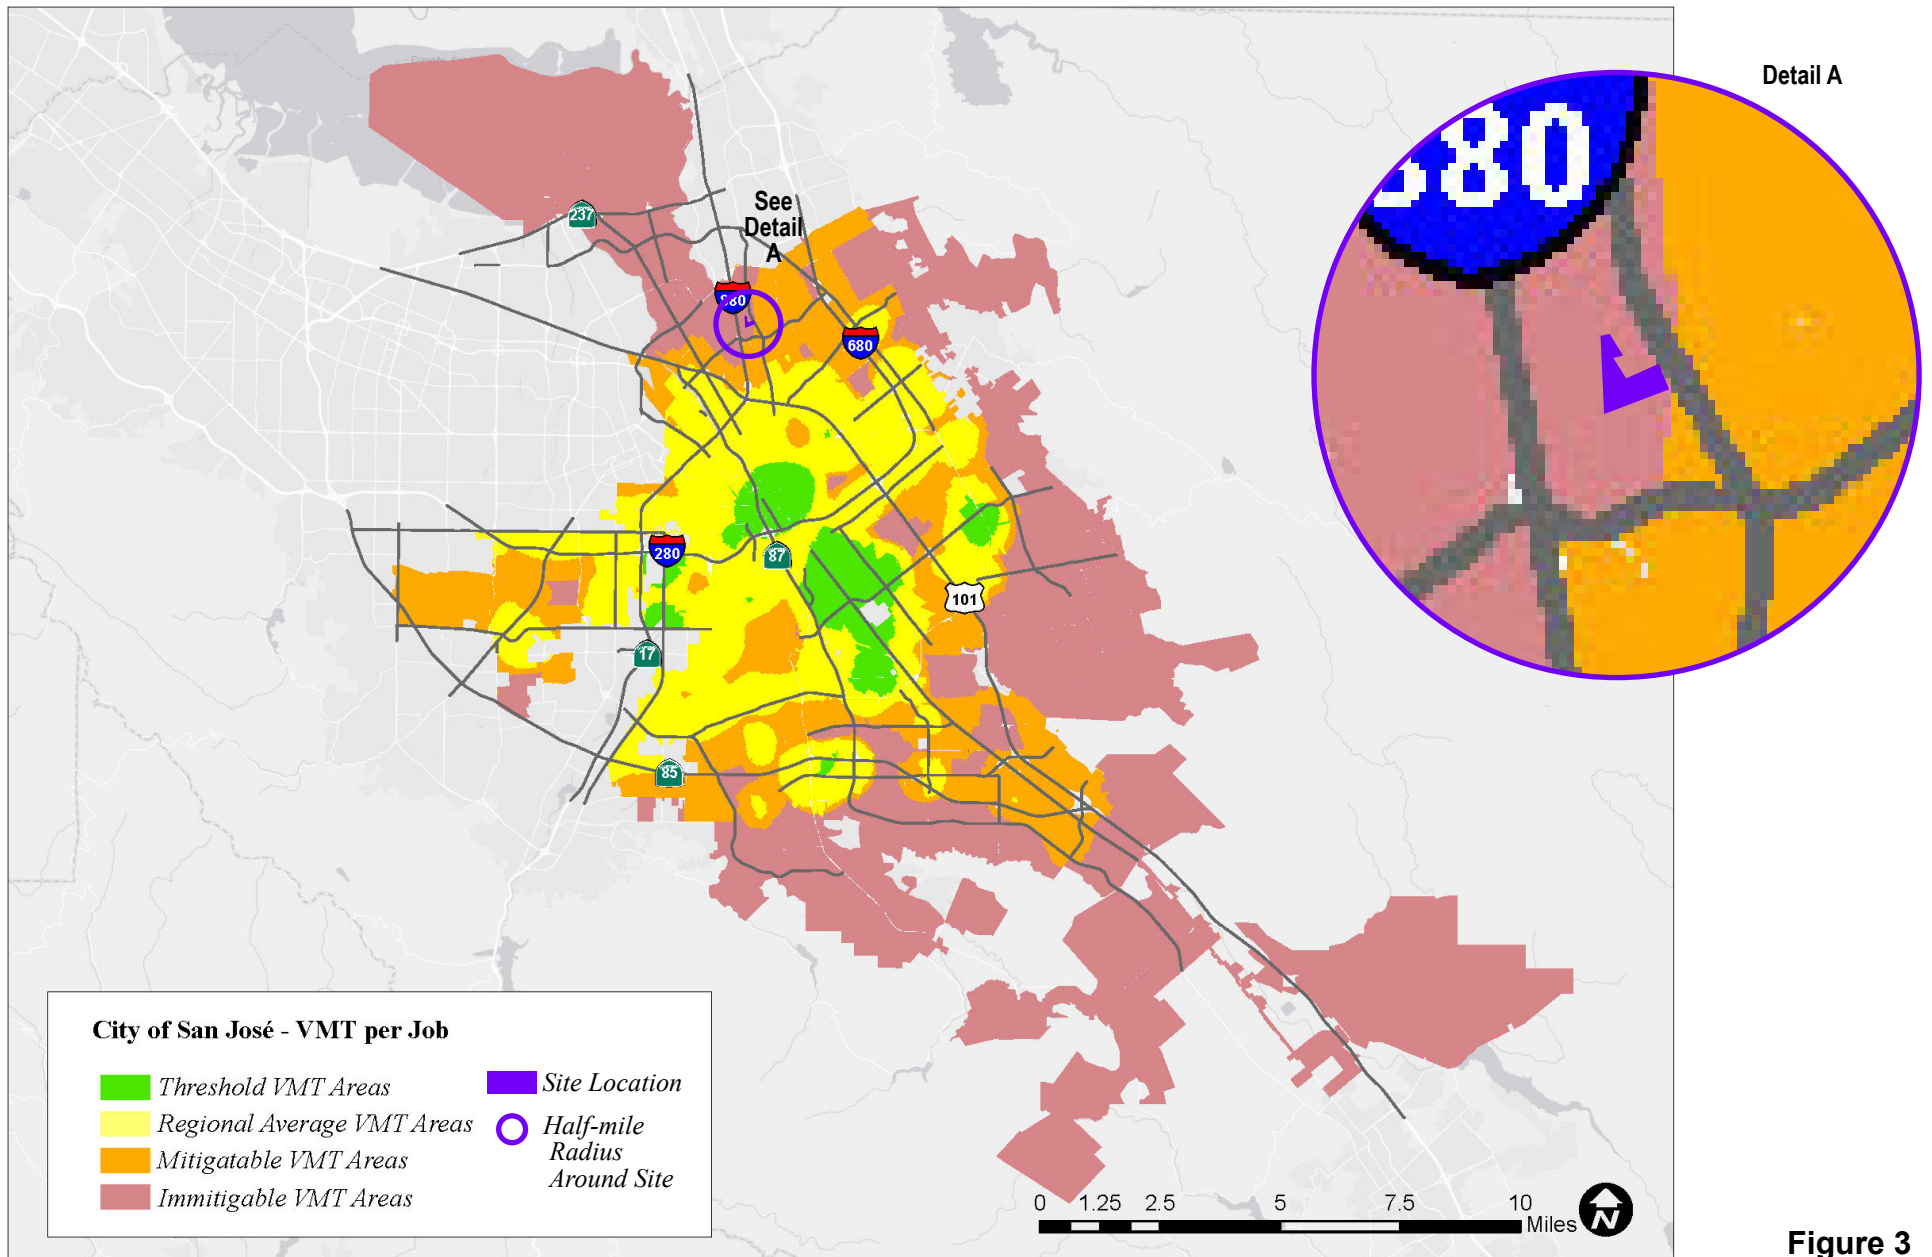 Detail A
880
See
Detail
A
237
880
680
280
87
101
17
85
City of San José - VMT per Job
Threshold VMT Areas
Regional Average VMT Areas
Mitigatable VMT Areas
Immitigable VMT Areas
Site Location
Half-mile
Radius
Around Site
0 1.25 2.5 5 7.5 10
Miles
N
Figure 3